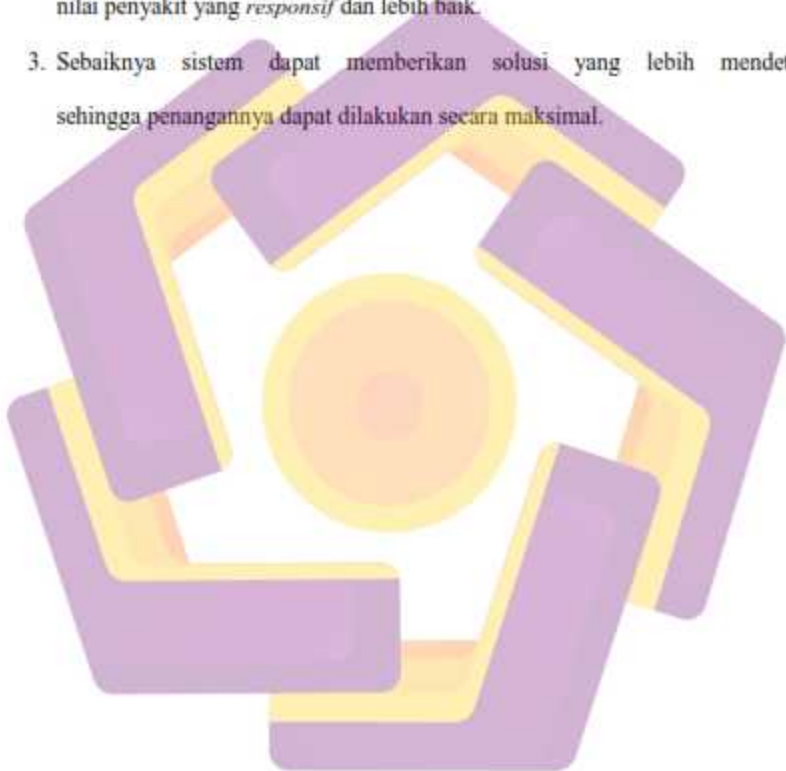 nilai penyakit yang responsif dan lebih baik.
3. Sebaiknya sistem dapat memberikan solusi yang lebih
sehingga penangannya dapat dilakukan secara maksimal.